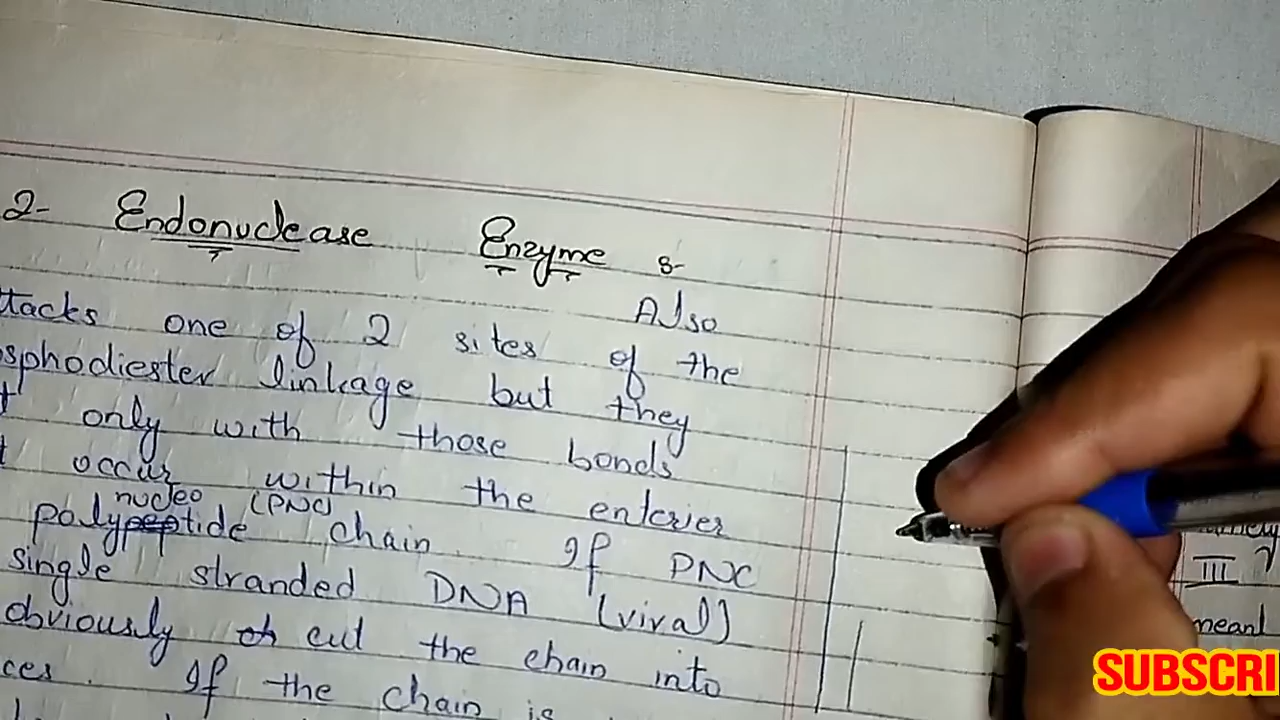 2- Endonuclease Enzyme :-
Also
ttacks one of 2 sites of the
osphodiester linkage but they
t only with those bonds
t occur within the enterier
nucleo (PNC)
polypeptide chain. If PNC
single stranded DNA (viral)
obviously cut the chain into
ces. If the chain is
III
meant
SUBSCRI